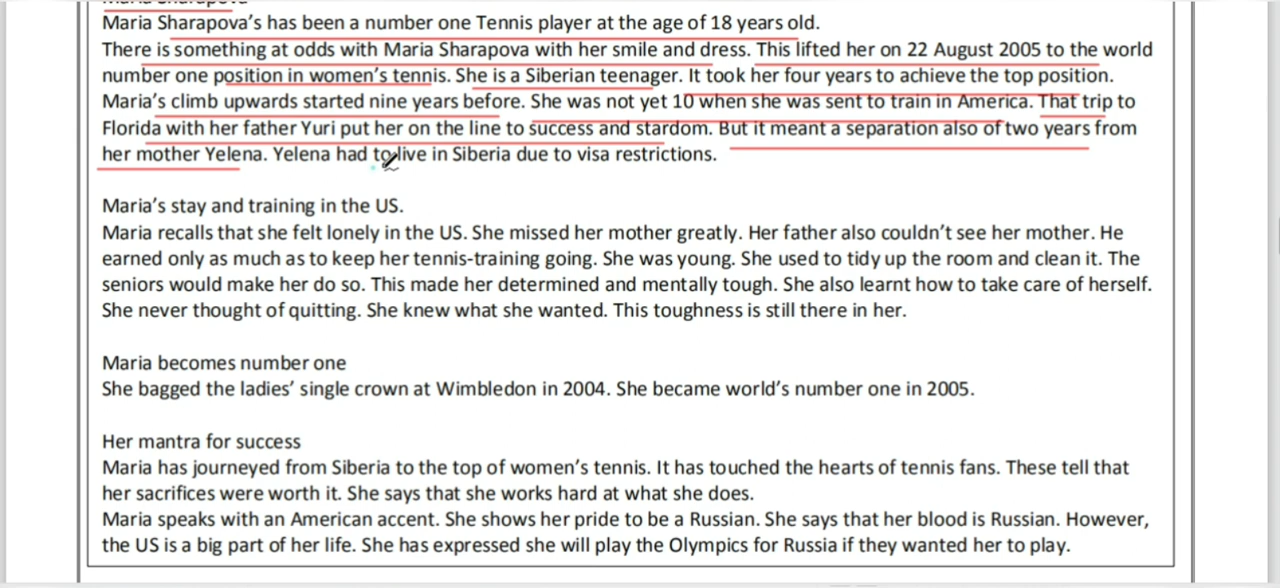 Maria Sharapova's has been a number one Tennis player at the age of 18 years old.
There is something at odds with Maria Sharapova with her smile and dress. This lifted her on 22 August 2005 to the world
number one position in women's tennis. She is a Siberian teenager. It took her four years to achieve the top position.
Maria's climb upwards started nine years before. She was not yet 10 when she was sent to train in America. That trip to
Florida with her father Yuri put her on the line to success and stardom. But it meant a separation also of two years from
her mother Yelena. Yelena had to live in Siberia due to visa restrictions.
Maria's stay and training in the US.
Maria recalls that she felt lonely in the US. She missed her mother greatly. Her father also couldn't see her mother. He
earned only as much as to keep her tennis-training going. She was young. She used to tidy up the room and clean it. The
seniors would make her do so. This made her determined and mentally tough. She also learnt how to take care of herself.
She never thought of quitting. She knew what she wanted. This toughness is still there in her.
Maria becomes number one
She bagged the ladies' single crown at Wimbledon in 2004. She became world's number one in 2005.
Her mantra for success
Maria has journeyed from Siberia to the top of women's tennis. It has touched the hearts of tennis fans. These tell that
her sacrifices were worth it. She says that she works hard at what she does.
Maria speaks with an American accent. She shows her pride to be a Russian. She says that her blood is Russian. However,
the US is a big part of her life. She has expressed she will play the Olympics for Russia if they wanted her to play.